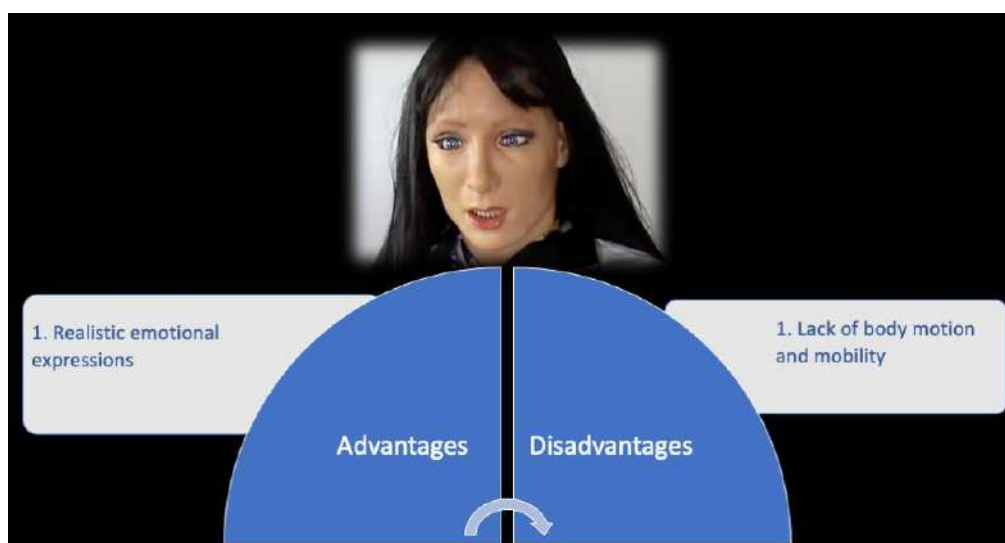 1. Realistic emotional
expressions
1. Lack of body motion
and mobility
Advantages
Disadvantages